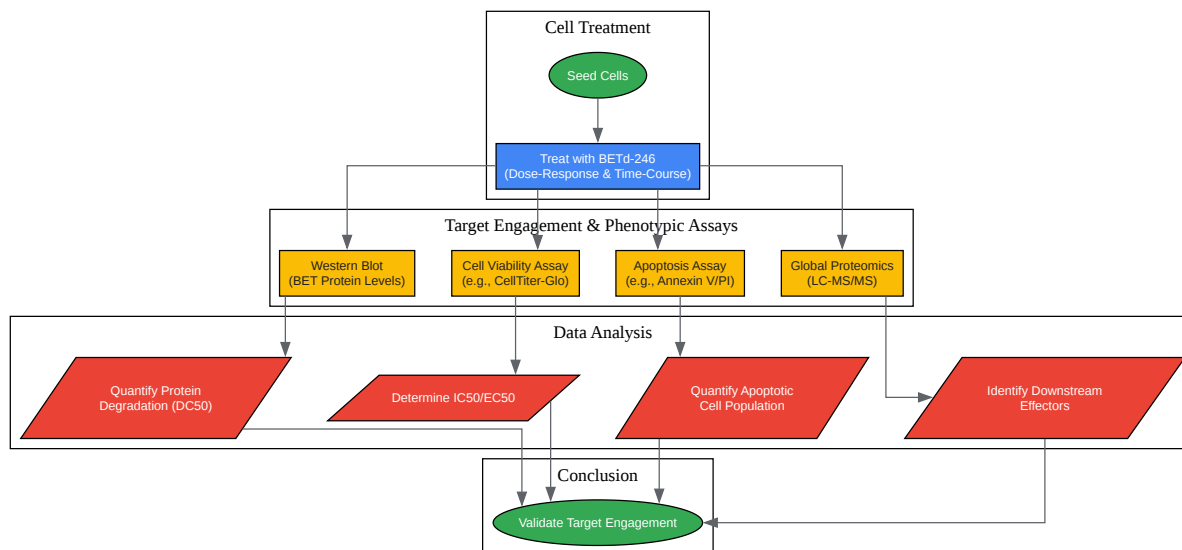 Cell Treatment
Seed Cells
Treat with BETd-246
(Dose-Response & Time-Course)
Target Engagement & Phenotypic Assays
Western Blot
(BET Protein Levels)
Cell Viability Assay
(e.g., CellTiter-Glo)
Apoptosis Assay
(e.g., Annexin V/PI)
Global Proteomics
(LC-MS/MS)
Data Analysis
Quantify Protein
Degradation (DC50)
Determine IC50/EC50
Quantify Apoptotic
Cell Population
Identify Downstream
Effectors
Conclusion
Validate Target Engagement